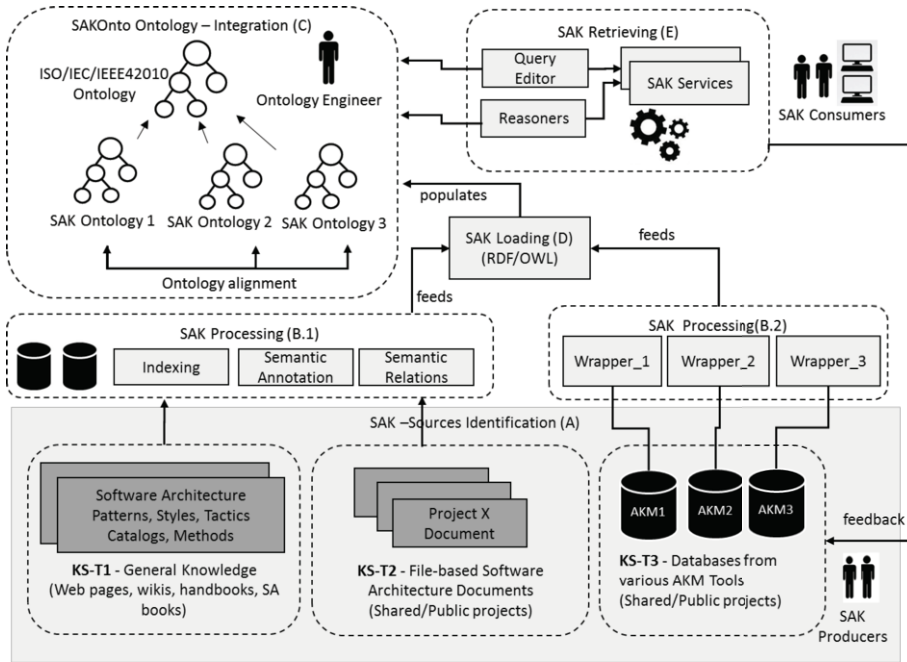 SAKOnto Ontology – Integration (C)
ISO/IEC/IEEE42010
Ontology
Ontology Engineer
SAK Ontology 1
SAK Ontology 2
SAK Ontology 3
Ontology alignment
SAK Retrieving (E)
Query
Editor
SAK Services
Reasoners
SAK Consumers
populates
SAK Loading (D)
(RDF/OWL)
feeds
feeds
SAK Processing (B.1)
Indexing
Semantic
Annotation
Semantic
Relations
SAK Processing(B.2)
Wrapper_1
Wrapper_2
Wrapper_3
SAK –Sources Identification (A)
Software Architecture
Patterns, Styles, Tactics
Catalogs, Methods
KS-T1 - General Knowledge
(Web pages, wikis, handbooks, SA
books)
Project X
Document
KS-T2 - File-based Software
Architecture Documents
(Shared/Public projects)
AKM1
AKM2
AKM3
KS-T3 - Databases from
various AKM Tools
(Shared/Public projects)
feedback
SAK
Producers